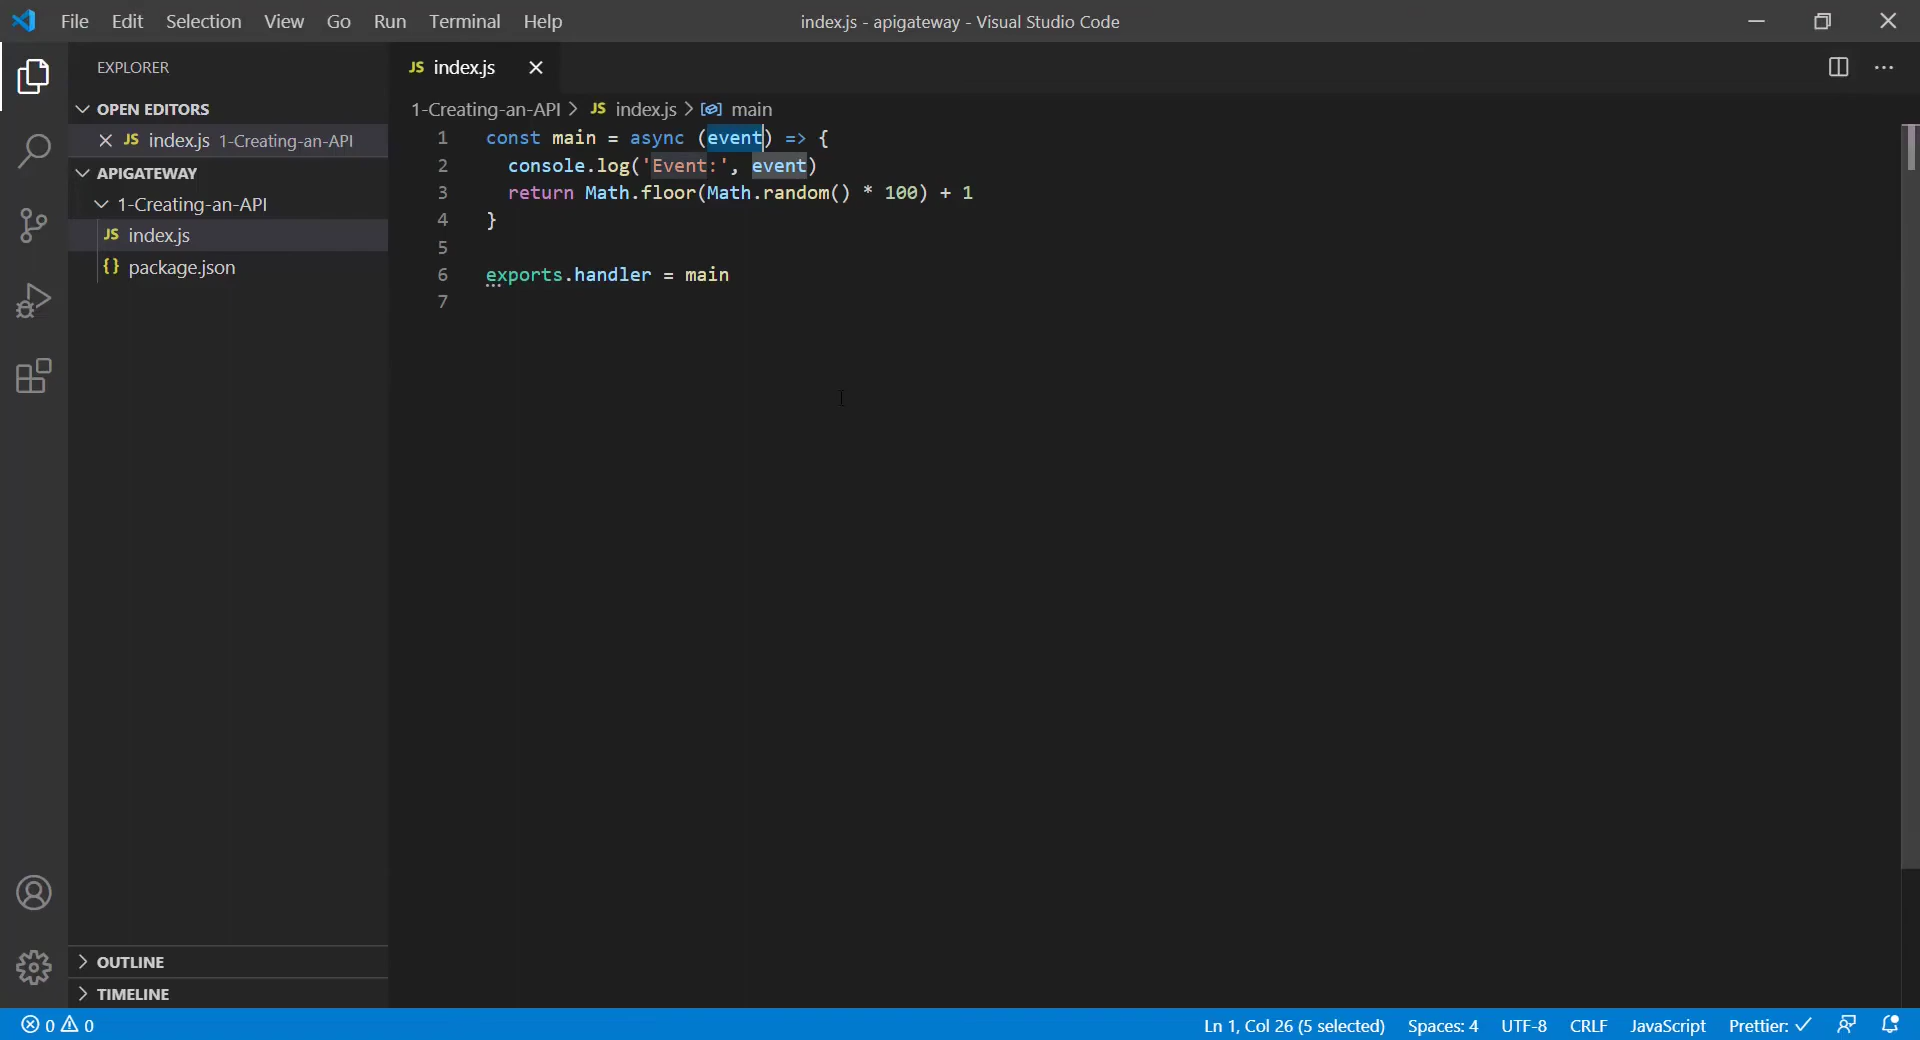 File Edit Selection View Go Run Terminal Help
index.js - apigateway - Visual Studio Code
EXPLORER
OPEN EDITORS
JS index.js 1-Creating-an-API
APIGATEWAY
1-Creating-an-API
JS index.js
{} package.json
OUTLINE
TIMELINE
JS index.js
1-Creating-an-API > JS index.js > main
1 const main = async (event) => {
2 console.log('Event:', event)
3 return Math.floor(Math.random() * 100) + 1
4 }
5
6 exports.handler = main
7
0 0
Ln 1, Col 26 (5 selected) Spaces: 4 UTF-8 CRLF JavaScript Prettier: ✓